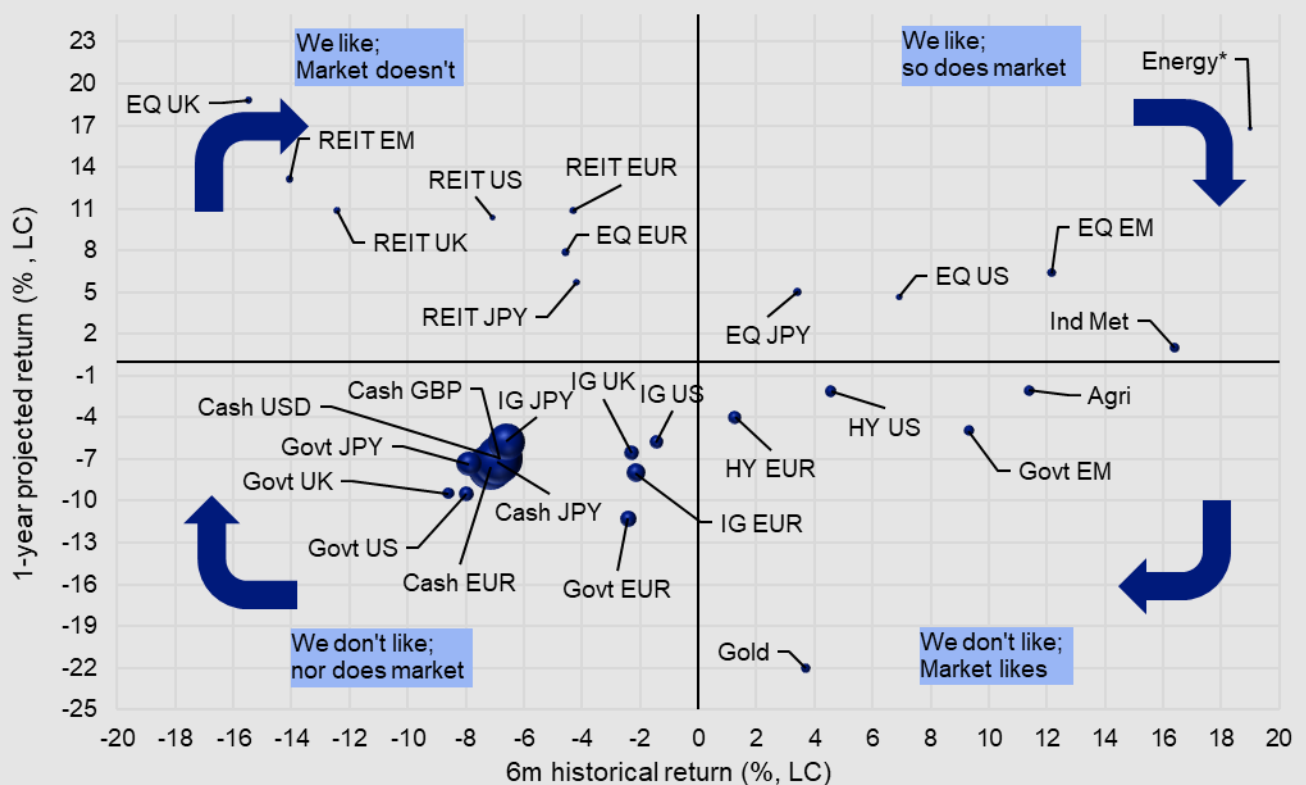 23
20
17
14
11
8
5
2
-1
-4
-7
-10
-13
-16
-19
-22
-25
1-year projected return (% , LC)
We like;
Market doesn't
We like;
so does market
Energy*
EQ UK
REIT EM
REIT US
REIT EUR
REIT UK
EQ EUR
REIT JPY
EQ EM
EQ US
EQ JPY
Ind Met
Cash GBP
IG JPY
IG UK
IG US
Cash USD
Govt JPY
Govt UK
Govt US
Cash EUR
Cash JPY
Govt EUR
IG EUR
HY EUR
HY US
Agri
Govt EM
Gold
We don't like;
nor does market
We don't like;
Market likes
-20 -18 -16 -14 -12 -10 -8 -6 -4 -2 0 2 4 6 8 10 12 14 16 18 20
6m historical return (%, LC)